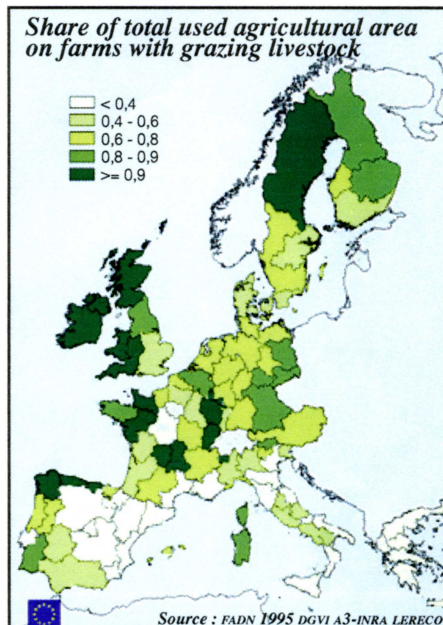 Share of total used agricultural area
on farms with grazing livestock
< 0,4
0,4 - 0,6
0,6 - 0,8
0,8 - 0,9
>= 0,9
Source : FADN 1995 DGVI A3-INRA LERECO